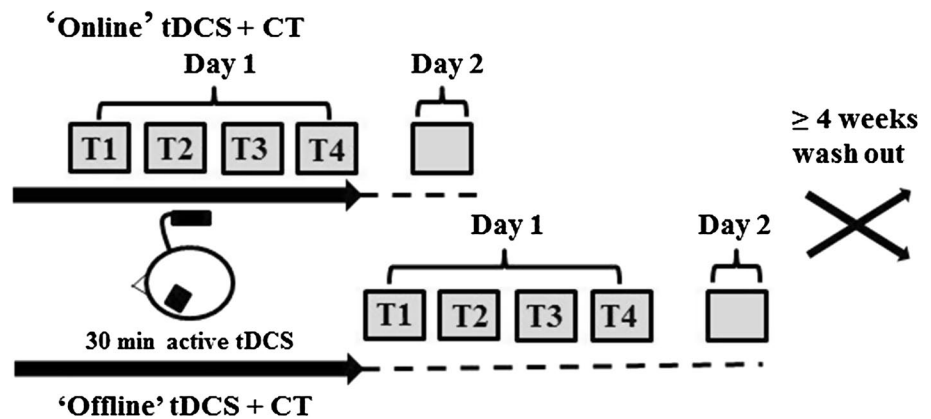 ‘Online’ tDCS + CT
Day 1
Day 2
T1 T2 T3 T4
≥ 4 weeks
wash out
Day 1
Day 2
T1 T2 T3 T4
30 min active tDCS
‘Offline’ tDCS + CT